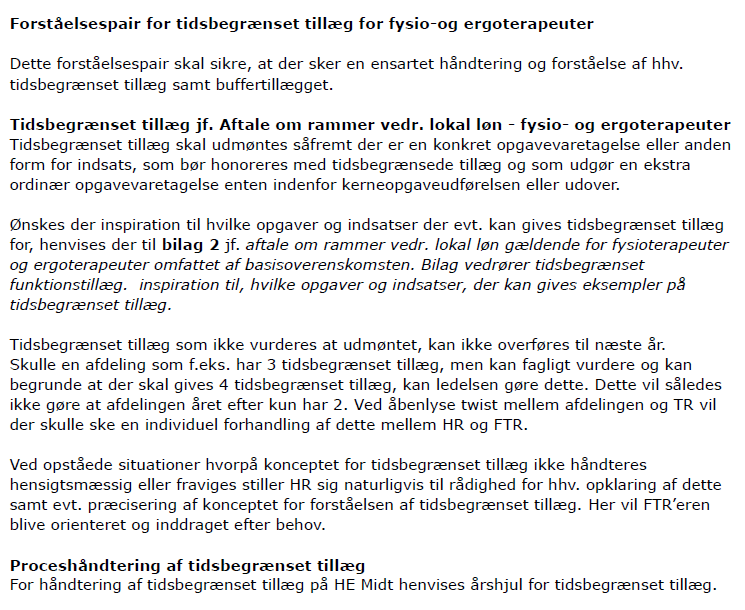 Forståelsespair for tidsbegrænset tillæg for fysio-og ergoterapeuter
Dette forståelsespair skal sikre, at der sker en ensartet håndtering og forståelse af hhv.
tidsbegrænset tillæg samt buffertillægget.
Tidsbegrænset tillæg jf. Aftale om rammer vedr. lokal løn - fysio- og ergoterapeuter
Tidsbegrænset tillæg skal udmøntes såfremt der er en konkret opgavevaretagelse eller anden
form for indsats, som bør honoreres med tidsbegrænsede tillæg og som udgør en ekstra
ordinær opgavevaretagelse enten indenfor kerneopgaveudførelsen eller udover.
Ønskes der inspiration til hvilke opgaver og indsatser der evt. kan gives tidsbegrænset tillæg
for, henvises der til bilag 2 jf. aftale om rammer vedr. lokal løn gældende for fysioterapeuter
og ergoterapeuter omfattet af basisoverenskomsten. Bilag vedrører tidsbegrænset
funktionstillæg.  inspiration til, hvilke opgaver og indsatser, der kan gives eksempler på
tidsbegrænset tillæg.
Tidsbegrænset tillæg som ikke vurderes at udmøntet, kan ikke overføres til næste år.
Skulle en afdeling som f.eks. har 3 tidsbegrænset tillæg, men kan fagligt vurdere og kan
begrunde at der skal gives 4 tidsbegrænset tillæg, kan ledelsen gøre dette. Dette vil således
ikke gøre at afdelingen året efter kun har 2. Ved åbenlyse twist mellem afdelingen og TR vil
der skulle ske en individuel forhandling af dette mellem HR og FTR.
Ved opståede situationer hvorpå konceptet for tidsbegrænset tillæg ikke håndteres
hensigtsmæssig eller fraviges stiller HR sig naturligvis til rådighed for hhv. opklaring af dette
samt evt. præcisering af konceptet for forståelsen af tidsbegrænset tillæg. Her vil FTR'eren
blive orienteret og inddraget efter behov.
Proceshåndtering af tidsbegrænset tillæg
For håndtering af tidsbegrænset tillæg på HE Midt henvises årshjul for tidsbegrænset tillæg.